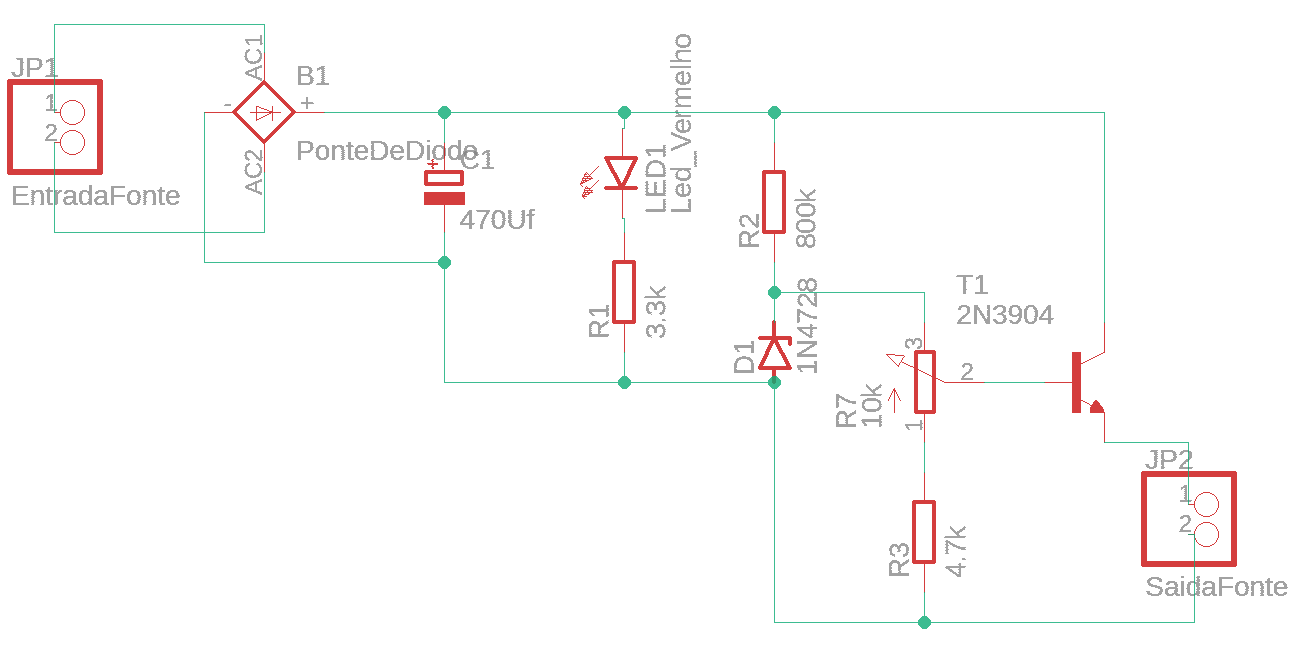 JP1
1
2
EntradaFonte
AC1
-
B1
+
AC2
PonteDeDiodo
+
C1
470Uf
LED1
Led_Vermelho
R1
3.3k
R2
800k
D1
1N4728
T1
2N3904
3
2
R7
10k
1
R3
4.7k
JP2
1
2
SaidaFonte